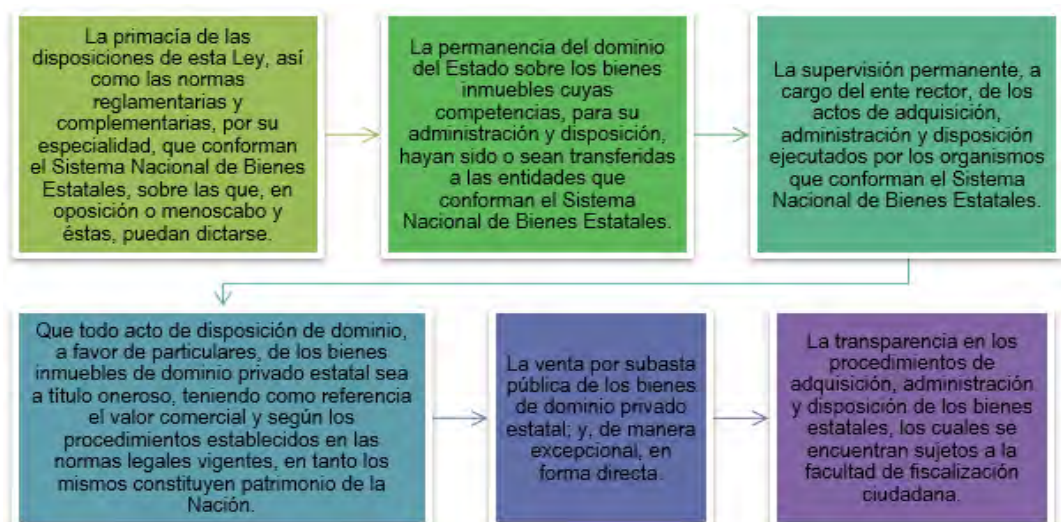 La primacía de las
disposiciones de esta Ley, así
como las normas
reglamentarias y
complementarias, por su
especialidad, que conforman
el Sistema Nacional de Bienes
Estatales, sobre las que, en
oposición o menoscabo y
éstas, puedan dictarse.
La permanencia del dominio
del Estado sobre los bienes
inmuebles cuyas
competencias, para su
administración y disposición,
hayan sido o sean transferidas
a las entidades que
conforman el Sistema
Nacional de Bienes Estatales.
La supervisión permanente, a
cargo del ente rector, de los
actos de adquisición,
administración y disposición
ejecutados por los organismos
que conforman el Sistema
Nacional de Bienes Estatales.
Que todo acto de disposición de dominio,
a favor de particulares, de los bienes
inmuebles de dominio privado estatal sea
a título oneroso, teniendo como referencia
el valor comercial y según los
procedimientos establecidos en las
normas legales vigentes, en tanto los
mismos constituyen patrimonio de la
Nación.
La venta por subasta
pública de los bienes
de dominio privado
estatal; y, de manera
excepcional, en
forma directa.
La transparencia en los
procedimientos de
adquisición, administración
y disposición de los bienes
estatales, los cuales se
encuentran sujetos a la
facultad de fiscalización
ciudadana.